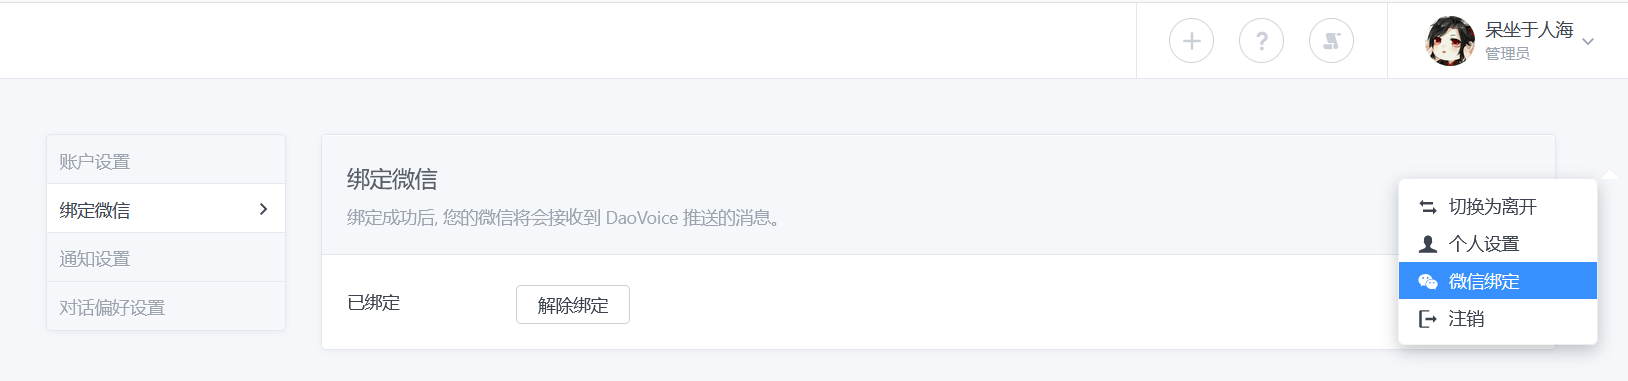 呆坐于人海
管理员
账户设置
绑定微信
通知设置
对话偏好设置
绑定微信
绑定成功后, 您的微信将会接收到 DaoVoice 推送的消息。
已绑定
解除绑定
切换为离开
个人设置
微信绑定
注销